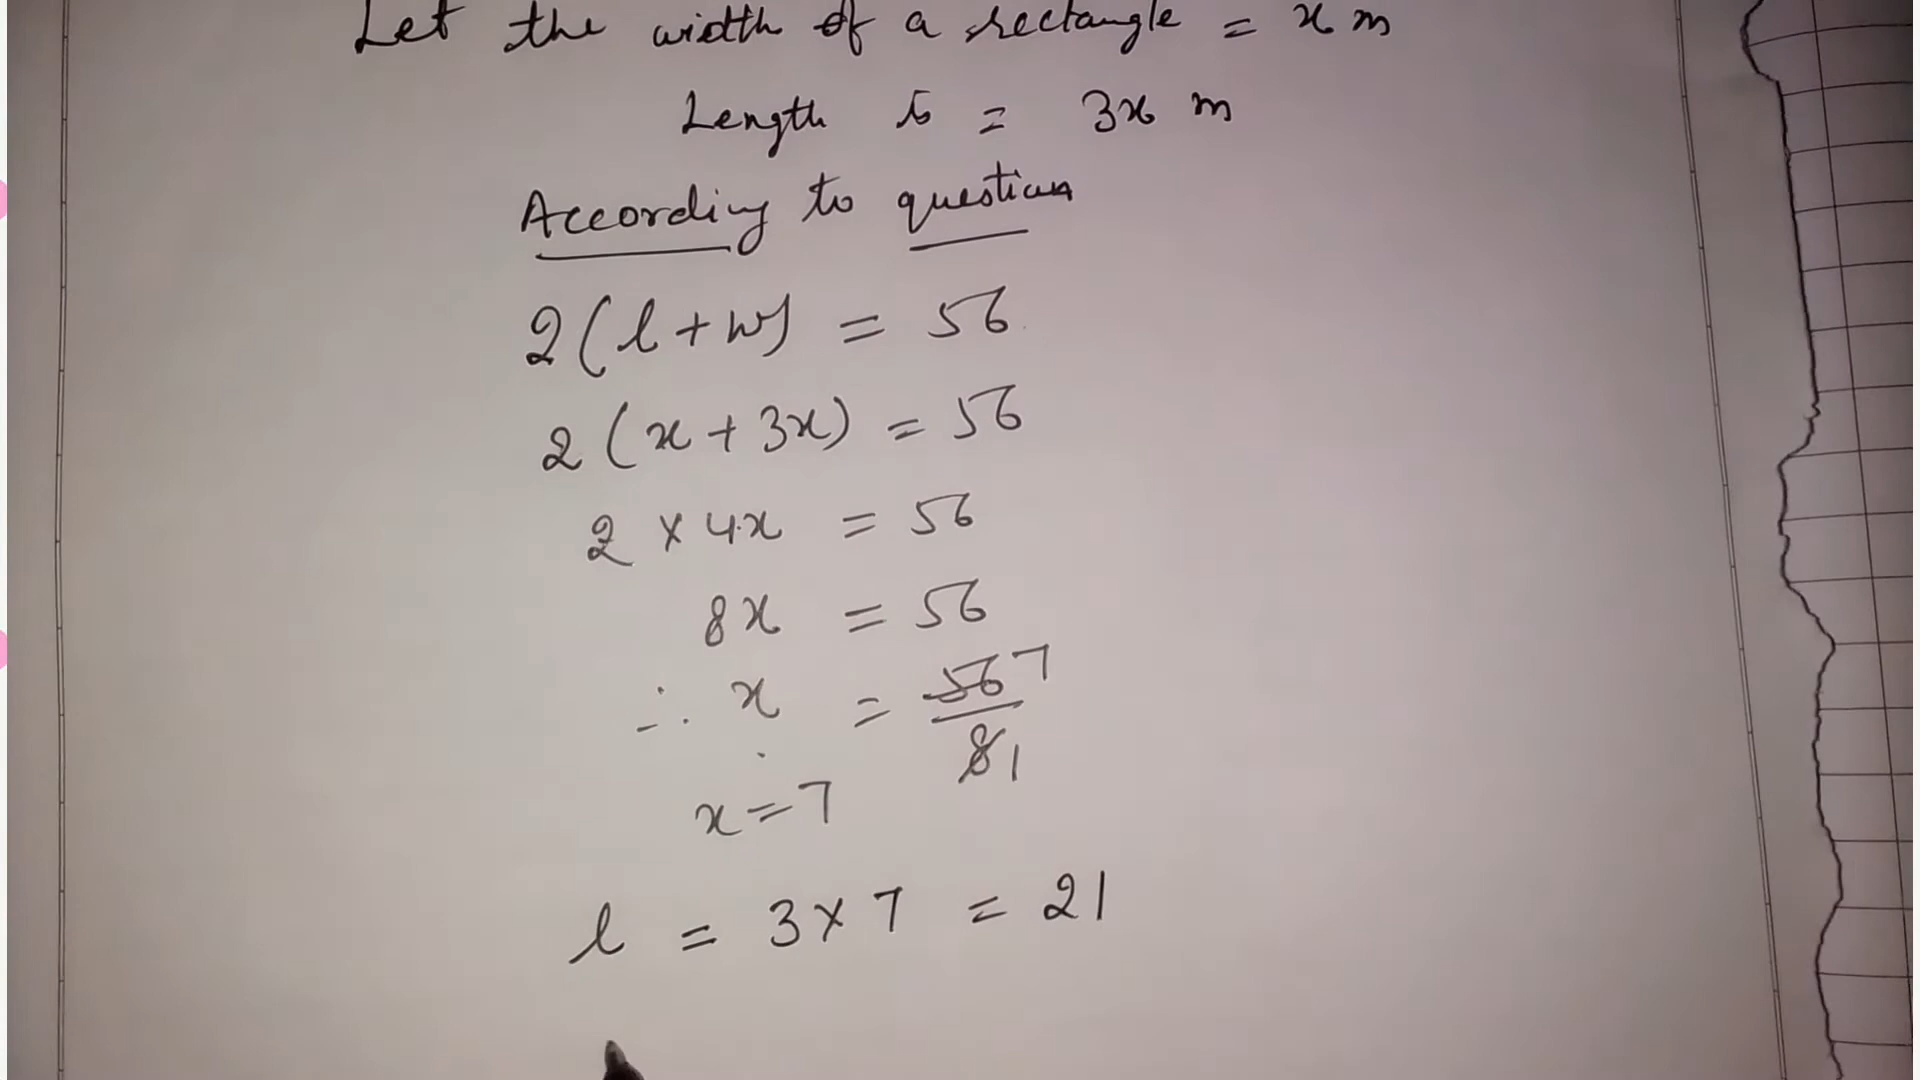 Let the width of a rectangle = x m
Length is = 3x m
According to question
2(l+w) = 56
2(x+3x) = 56
2 × 4x = 56
8x = 56
∴ x = 56 7 / 8 1
x=7
l = 3×7 = 21